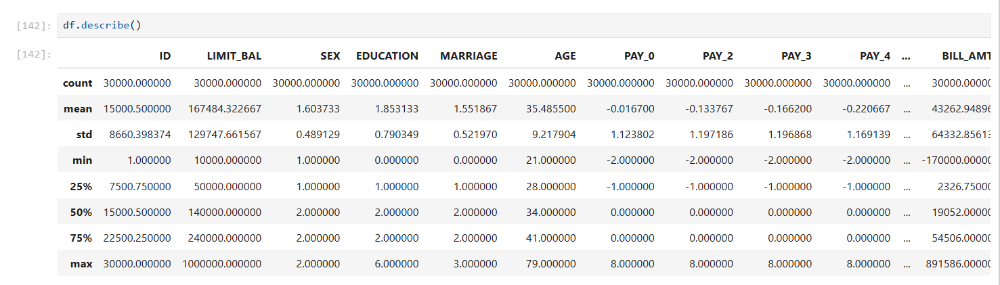 [142]: df.describe()
[142]:
ID LIMIT_BAL SEX EDUCATION MARRIAGE AGE PAY_0 PAY_2 PAY_3 PAY_4 ... BILL_AMT
count 30000.000000 30000.000000 30000.000000 30000.000000 30000.000000 30000.000000 30000.000000 30000.000000 30000.000000 30000.000000 ... 30000.00000
mean 15000.500000 167484.322667 1.603733 1.853133 1.551867 35.485500 -0.016700 -0.133767 -0.166200 -0.220667 ... 43262.94896
std 8660.398374 129747.661567 0.489129 0.790349 0.521970 9.217904 1.123802 1.197186 1.196868 1.169139 ... 64332.85613
min 1.000000 10000.000000 1.000000 0.000000 0.000000 21.000000 -2.000000 -2.000000 -2.000000 -2.000000 ... -170000.00000
25% 7500.750000 50000.000000 1.000000 1.000000 1.000000 28.000000 -1.000000 -1.000000 -1.000000 -1.000000 ... 2326.75000
50% 15000.500000 140000.000000 2.000000 2.000000 2.000000 34.000000 0.000000 0.000000 0.000000 0.000000 ... 19052.00000
75% 22500.250000 240000.000000 2.000000 2.000000 2.000000 41.000000 0.000000 0.000000 0.000000 0.000000 ... 54506.00000
max 30000.000000 1000000.000000 2.000000 6.000000 3.000000 79.000000 8.000000 8.000000 8.000000 8.000000 ... 891586.00000